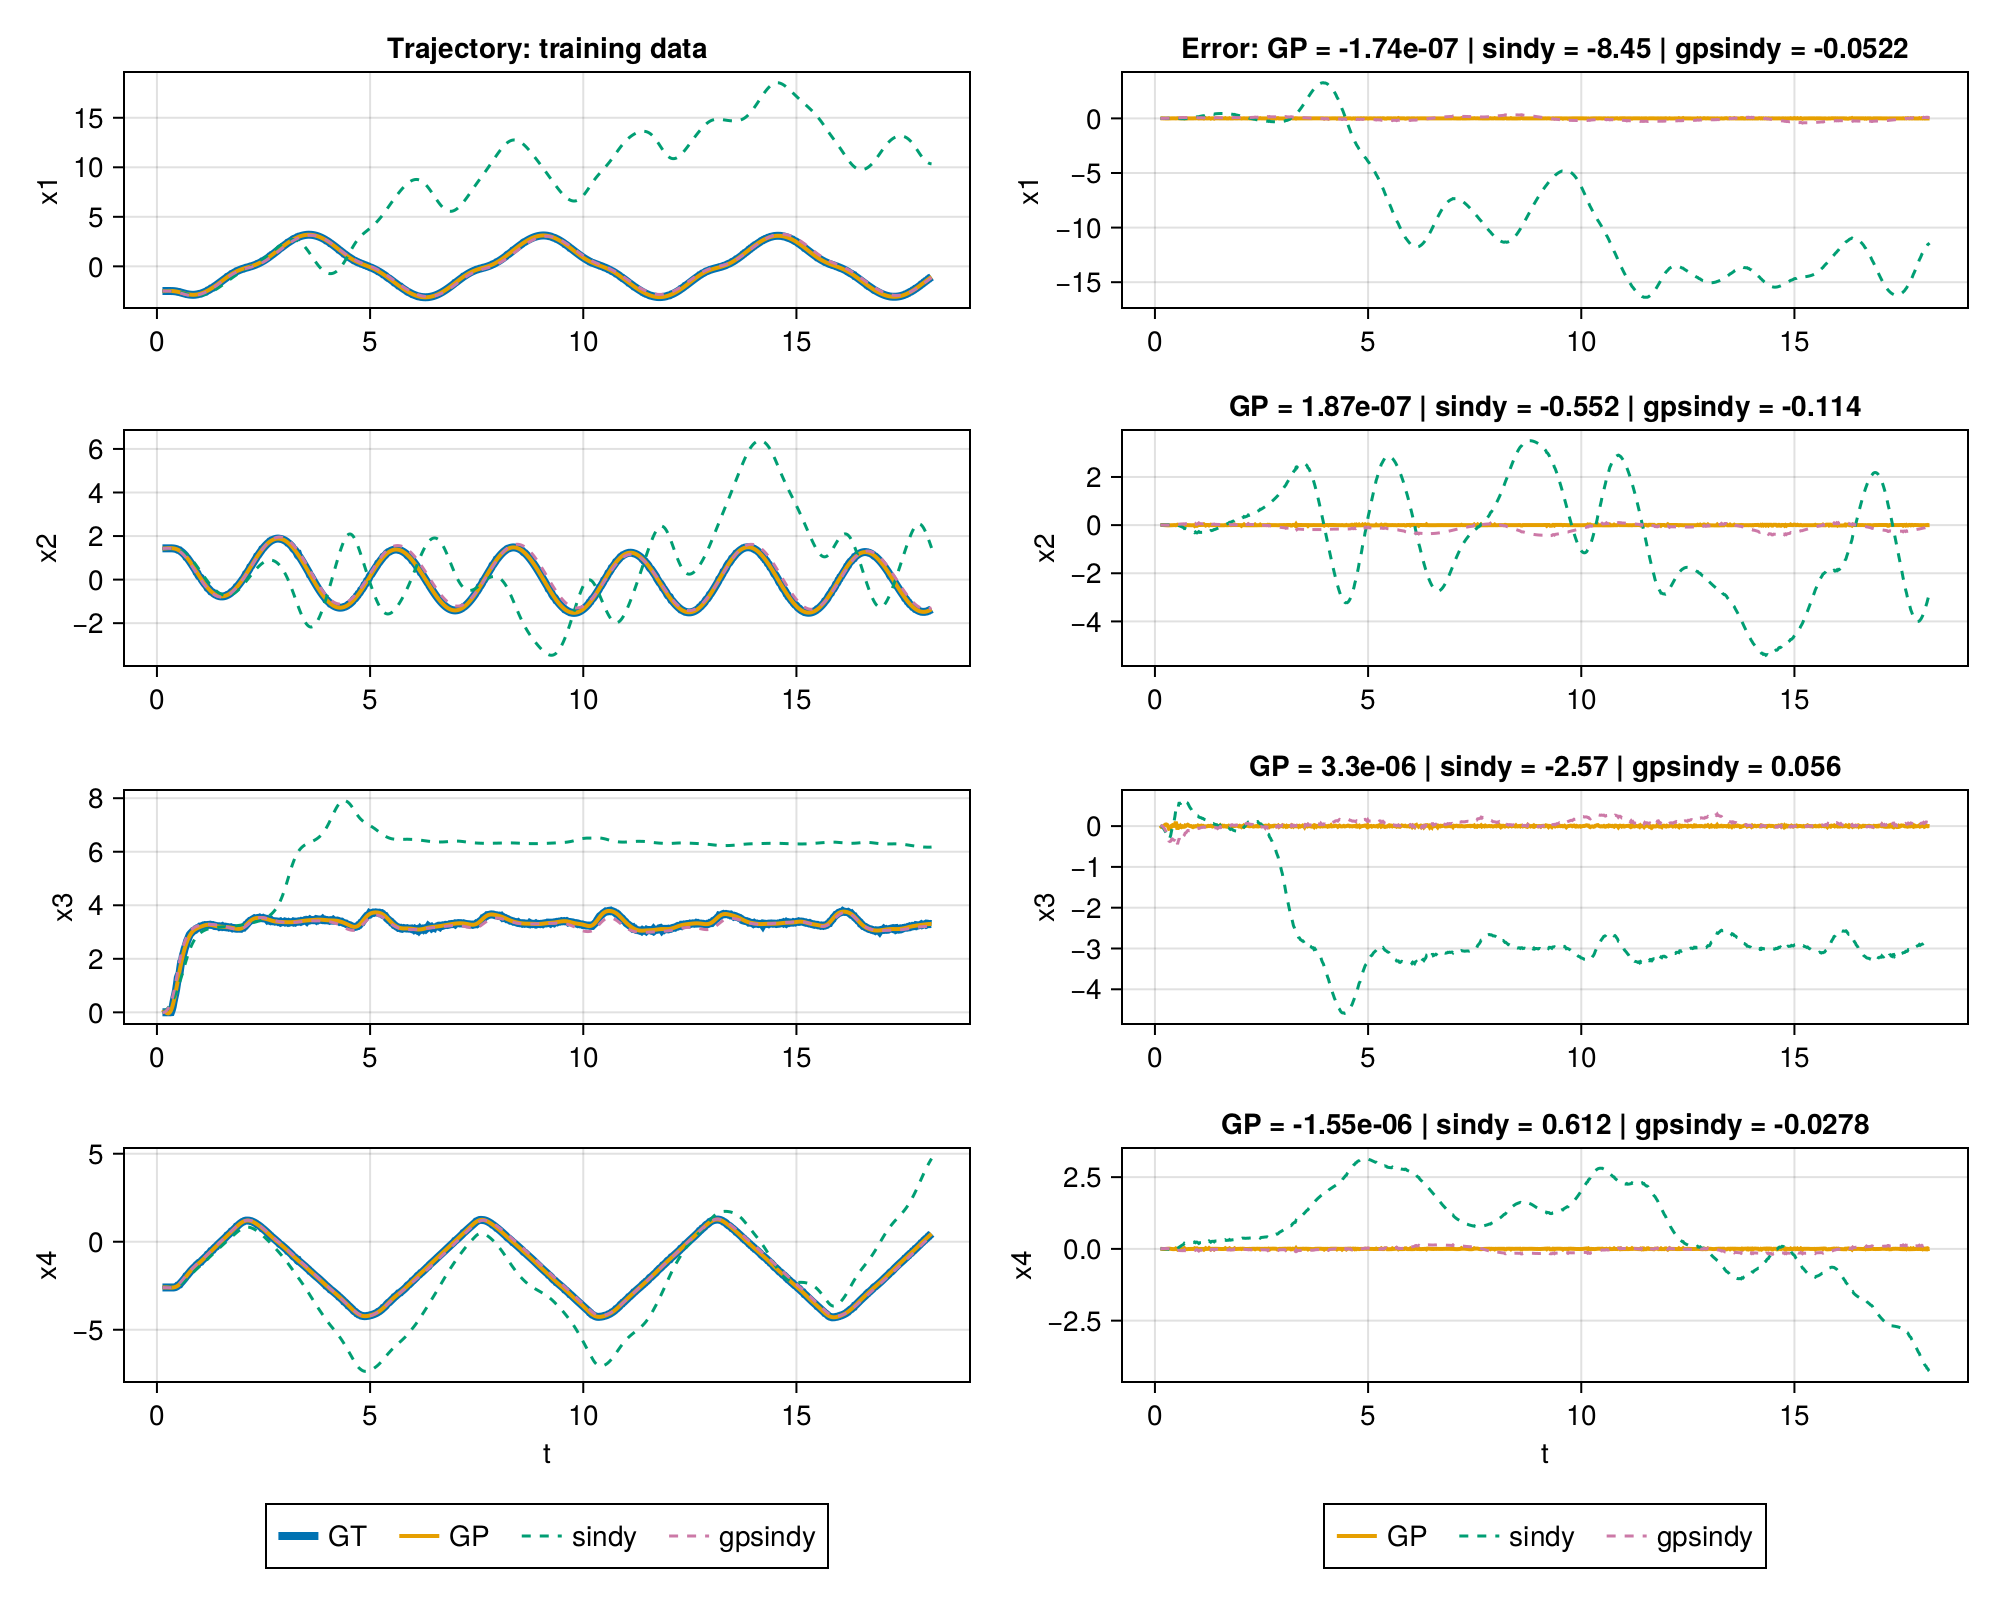 Trajectory: training data
x1
15
10
5
0
0 5 10 15
Error: GP = -1.74e-07 | sindy = -8.45 | gpsindy = -0.0522
x1
0
−5
−10
−15
0 5 10 15
x2
6
4
2
0
−2
0 5 10 15
GP = 1.87e-07 | sindy = -0.552 | gpsindy = -0.114
x2
2
0
−2
−4
0 5 10 15
x3
8
6
4
2
0
0 5 10 15
GP = 3.3e-06 | sindy = -2.57 | gpsindy = 0.056
x3
0
−1
−2
−3
−4
0 5 10 15
x4
5
0
−5
0 5 10 15
t
GP = -1.55e-06 | sindy = 0.612 | gpsindy = -0.0278
x4
2.5
0.0
−2.5
0 5 10 15
t
GT GP sindy gpsindy
GP sindy gpsindy